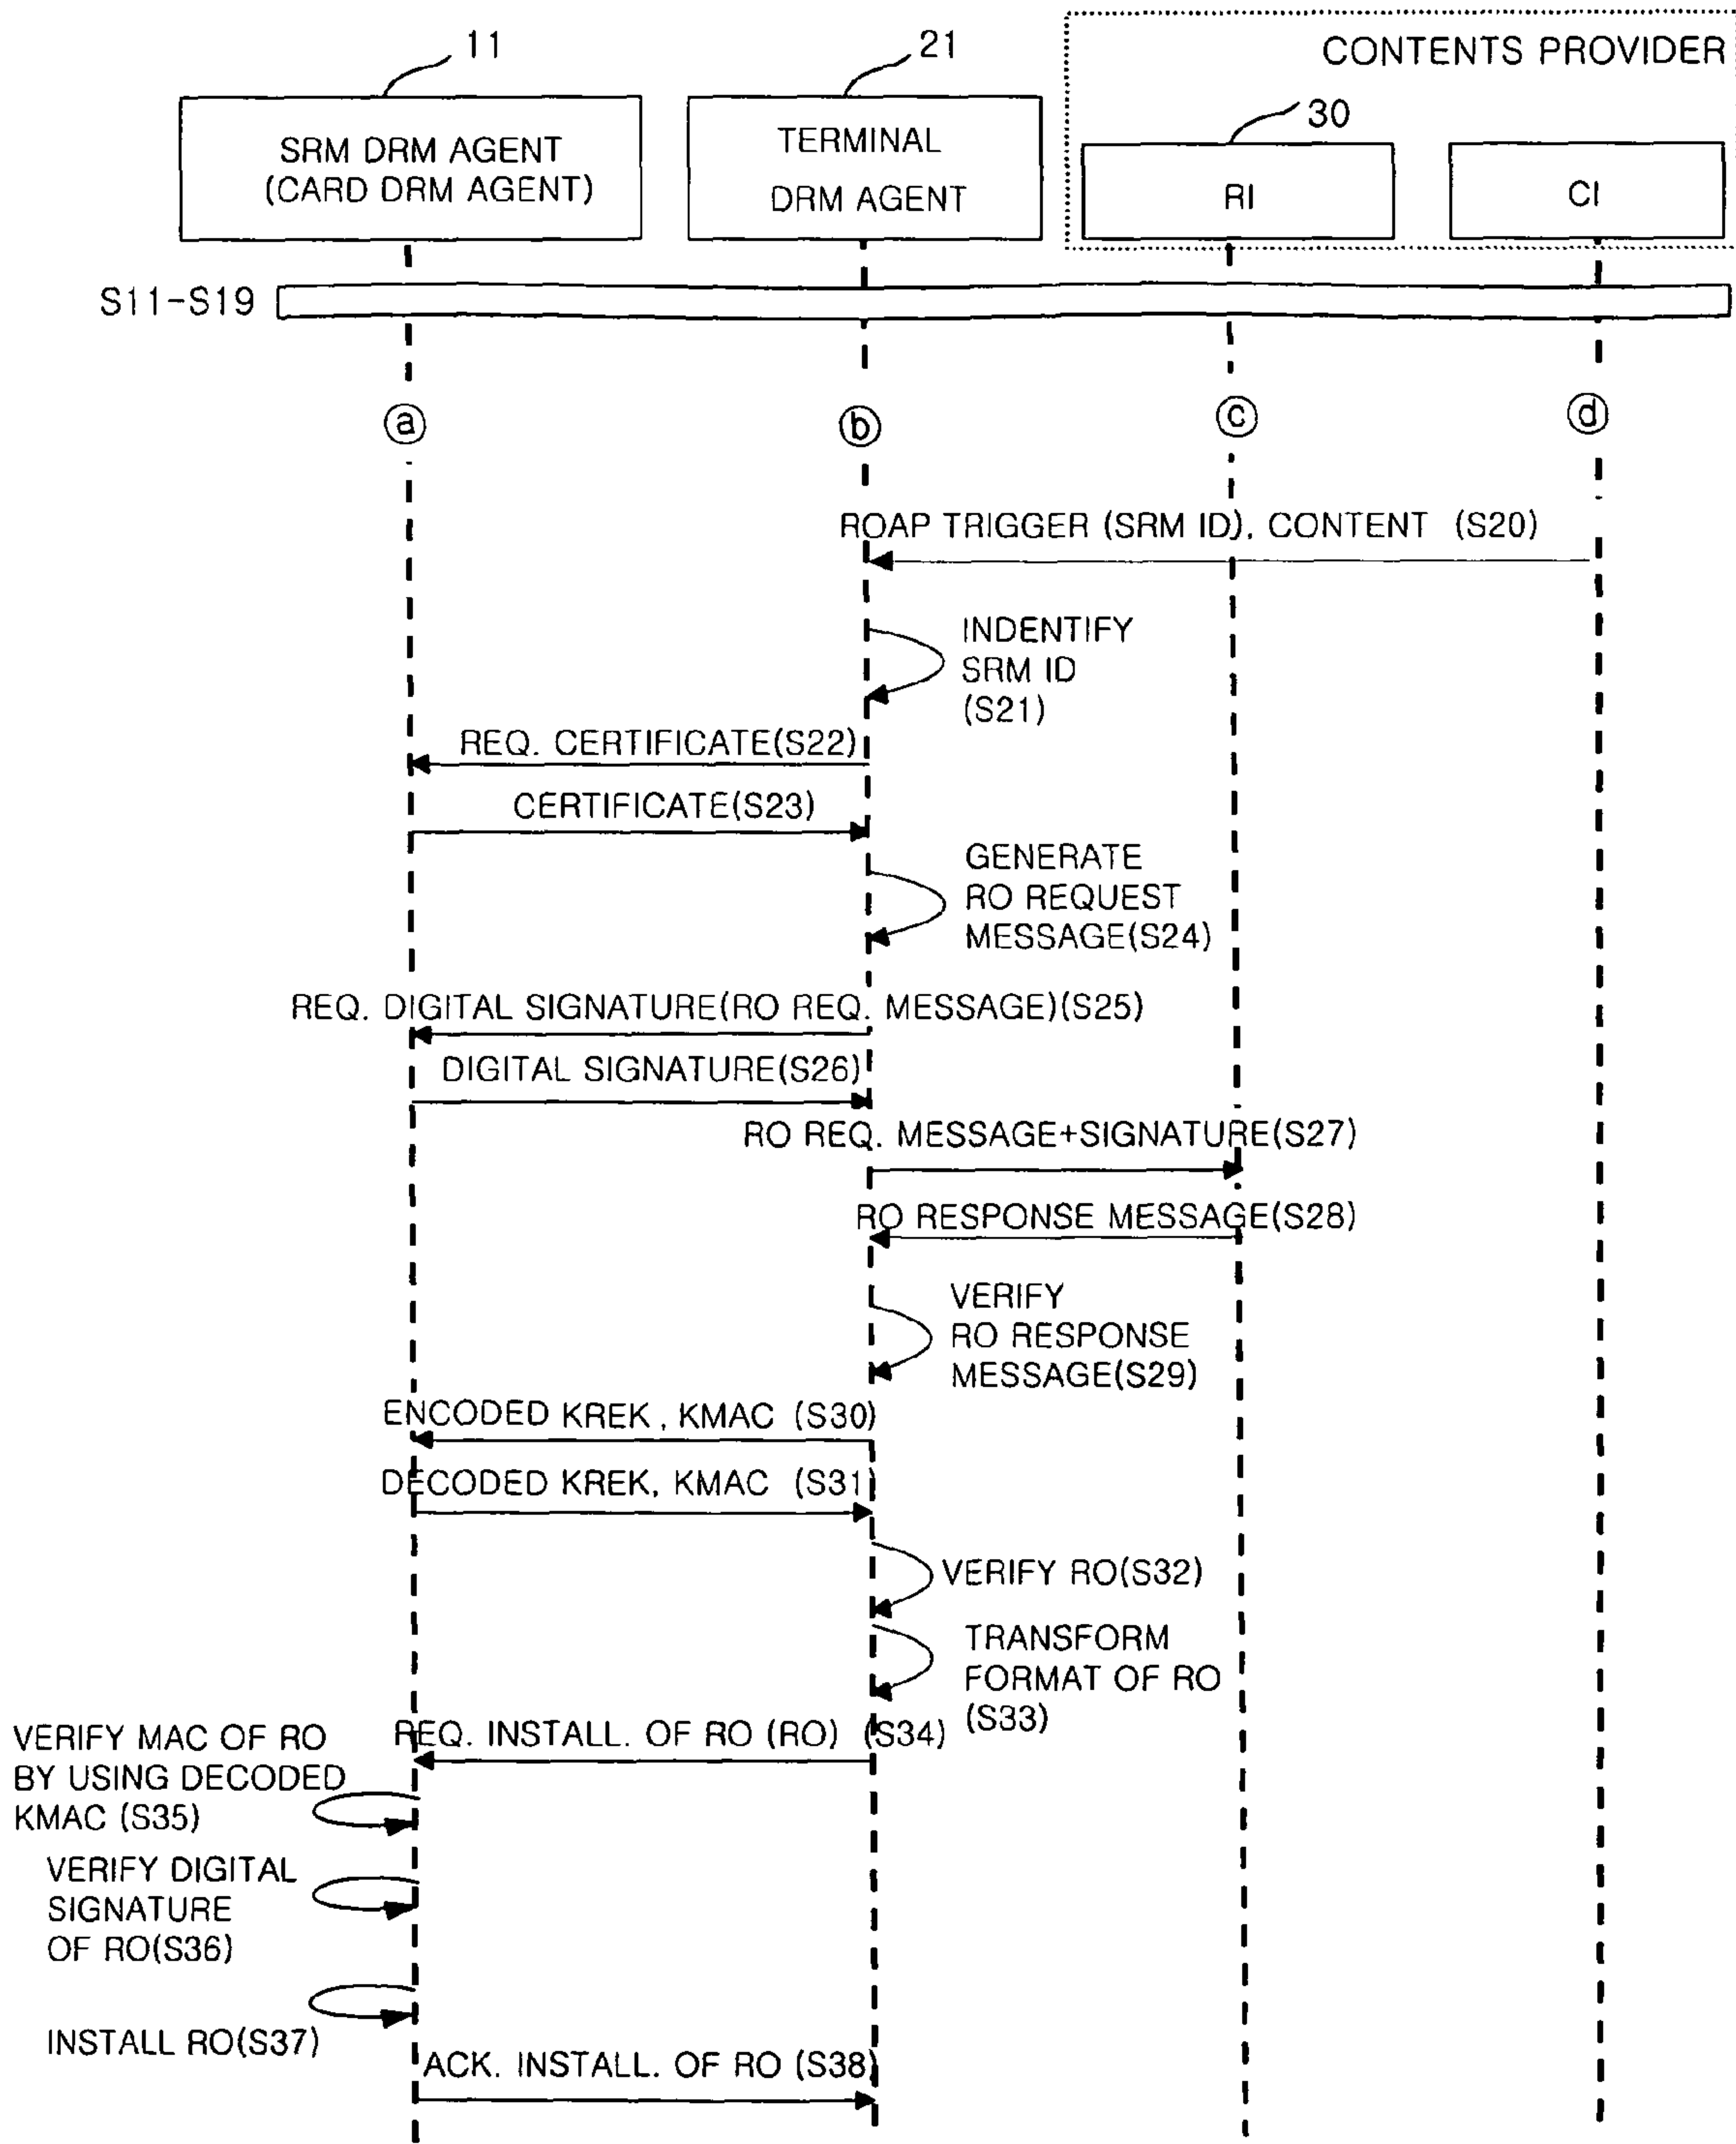 11
21
CONTENTS PROVIDER
30
SRM DRM AGENT
(CARD DRM AGENT)
TERMINAL
DRM AGENT
RI
CI
S11-S19
a
b
c
d
ROAP TRIGGER (SRM ID), CONTENT (S20)
INDENTIFY
SRM ID
(S21)
REQ. CERTIFICATE(S22)
CERTIFICATE(S23)
GENERATE
RO REQUEST
MESSAGE(S24)
REQ. DIGITAL SIGNATURE(RO REQ. MESSAGE)(S25)
DIGITAL SIGNATURE(S26)
RO REQ. MESSAGE+SIGNATURE(S27)
RO RESPONSE MESSAGE(S28)
VERIFY
RO RESPONSE
MESSAGE(S29)
ENCODED KREK, KMAC (S30)
DECODED KREK, KMAC (S31)
VERIFY RO(S32)
TRANSFORM
FORMAT OF RO
(S33)
REQ. INSTALL. OF RO (RO) (S34)
VERIFY MAC OF RO
BY USING DECODED
KMAC (S35)
VERIFY DIGITAL
SIGNATURE
OF RO(S36)
INSTALL RO(S37)
ACK. INSTALL. OF RO (S38)